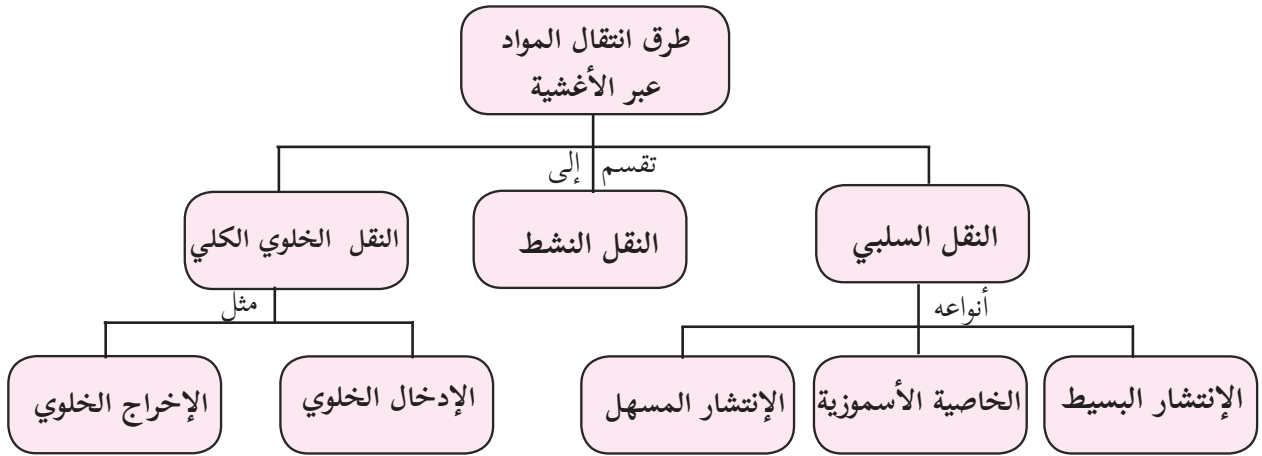 طرق انتقال المواد
عبر الأغشية
تقسم إلى
النقل السلبي
النقل النشط
النقل الخلوي الكلي
أنواعه
مثل
الإنتشار البسيط
الخاصية الأسموزية
الإنتشار المسهل
الإدخال الخلوي
الإخراج الخلوي